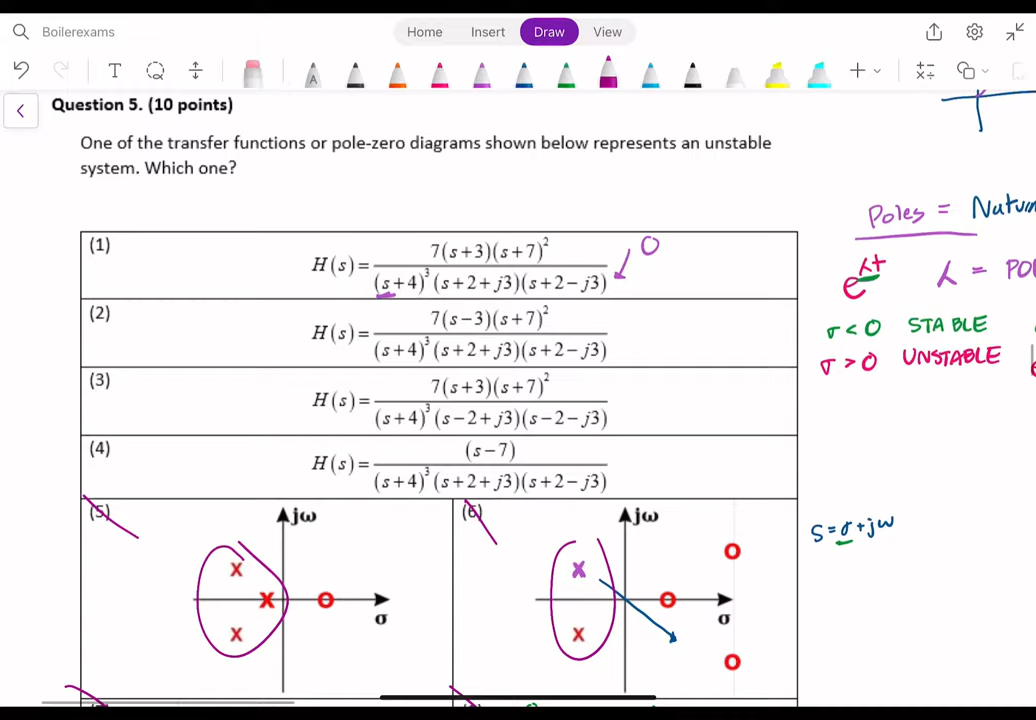 Boilerexams
Home Insert Draw View
T A
Question 5. (10 points)
One of the transfer functions or pole-zero diagrams shown below represents an unstable
system. Which one?
Poles =
e^λt
λ =
σ < 0 STABLE
σ > 0 UNSTABLE
(1) H(s) = 7(s+3)(s+7)² / (s+4)³(s+2+j3)(s+2−j3) 0
(2) H(s) = 7(s−3)(s+7)² / (s+4)³(s+2+j3)(s+2−j3)
(3) H(s) = 7(s+3)(s+7)² / (s+4)³(s−2+j3)(s−2−j3)
(4) H(s) = (s−7) / (s+4)³(s+2+j3)(s+2−j3)
(5) jω σ
(6) jω σ
s = σ + jω